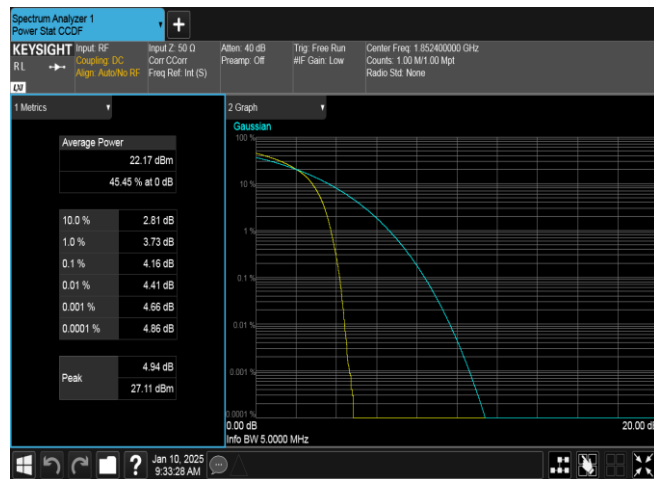 Spectrum Analyzer 1
Power Stat CCDF
+
KEYSIGHT
RL
Input: RF
Coupling: DC
Align: Auto/No RF
Input Z: 50 Ω
Corr CCorr
Freq Ref: Int (S)
Atten: 40 dB
Preamp: Off
Trig: Free Run
#IF Gain: Low
Center Freq: 1.852400000 GHz
Counts: 1.00 M/1.00 Mpt
Radio Std: None
LXI
1 Metrics
Average Power
22.17 dBm
45.45 % at 0 dB
10.0 % 2.81 dB
1.0 % 3.73 dB
0.1 % 4.16 dB
0.01 % 4.41 dB
0.001 % 4.66 dB
0.0001 % 4.86 dB
Peak
4.94 dB
27.11 dBm
2 Graph
Gaussian
100 %
10 %
1 %
0.1 %
0.01 %
0.001 %
0.0001 %
0.00 dB 20.00 dB
Info BW 5.0000 MHz
?
Jan 10, 2025
9:33:28 AM